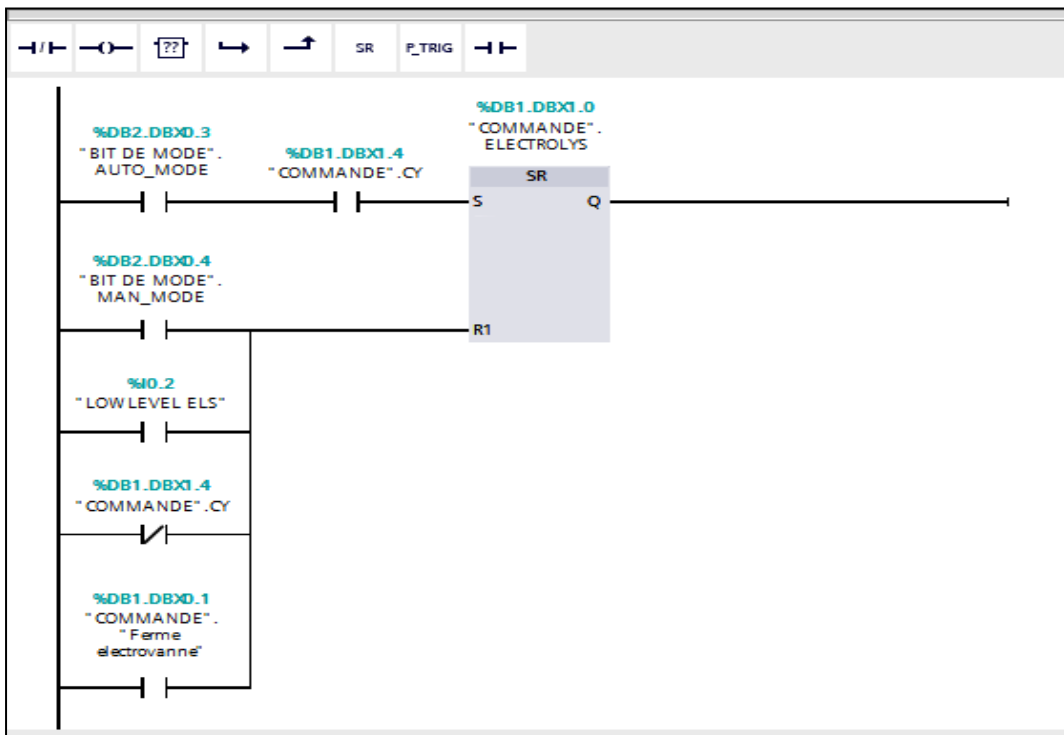 ??
SR
P_TRIG
%DB1.DBX1.0
"COMMANDE".
ELECTROLYS
%DB2.DBX0.3
"BIT DE MODE".
AUTO_MODE
%DB1.DBX1.4
"COMMANDE".CY
SR
S
Q
%DB2.DBX0.4
"BIT DE MODE".
MAN_MODE
R1
%I0.2
"LOW LEVEL ELS"
%DB1.DBX1.4
"COMMANDE".CY
%DB1.DBX0.1
"COMMANDE".
"Ferme
electrovanne"